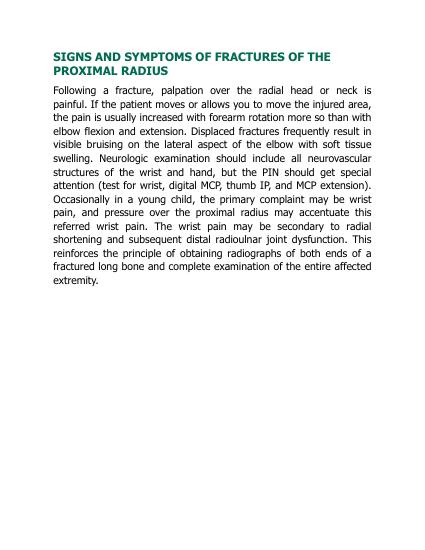 SIGNS AND SYMPTOMS OF FRACTURES OF THE
PROXIMAL RADIUS
Following a fracture, palpation over the radial head or neck is
painful. If the patient moves or allows you to move the injured area,
the pain is usually increased with forearm rotation more so than with
elbow flexion and extension. Displaced fractures frequently result in
visible bruising on the lateral aspect of the elbow with soft tissue
swelling. Neurologic examination should include all neurovascular
structures of the wrist and hand, but the PIN should get special
attention (test for wrist, digital MCP, thumb IP, and MCP extension).
Occasionally in a young child, the primary complaint may be wrist
pain, and pressure over the proximal radius may accentuate this
referred wrist pain. The wrist pain may be secondary to radial
shortening and subsequent distal radioulnar joint dysfunction. This
reinforces the principle of obtaining radiographs of both ends of a
fractured long bone and complete examination of the entire affected
extremity.